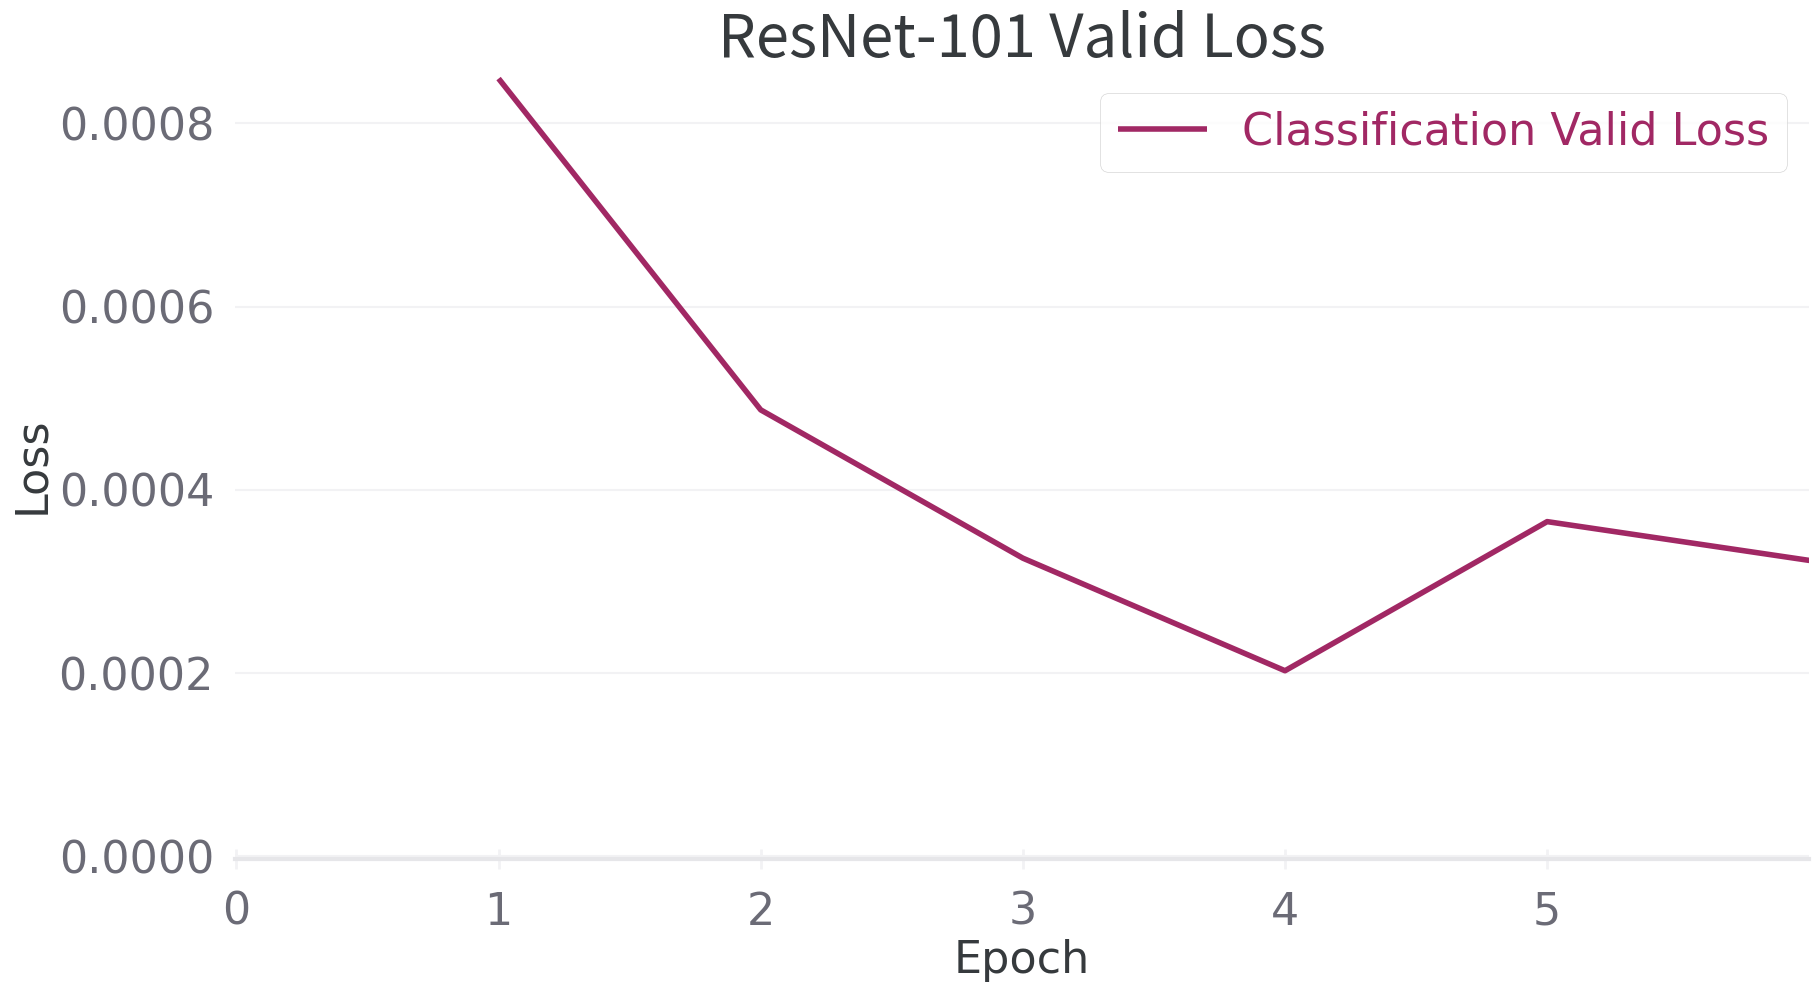 ResNet-101 Valid Loss
Classification Valid Loss
0.0008
0.0006
0.0004
0.0002
0.0000
Loss
0 1 2 3 4 5
Epoch